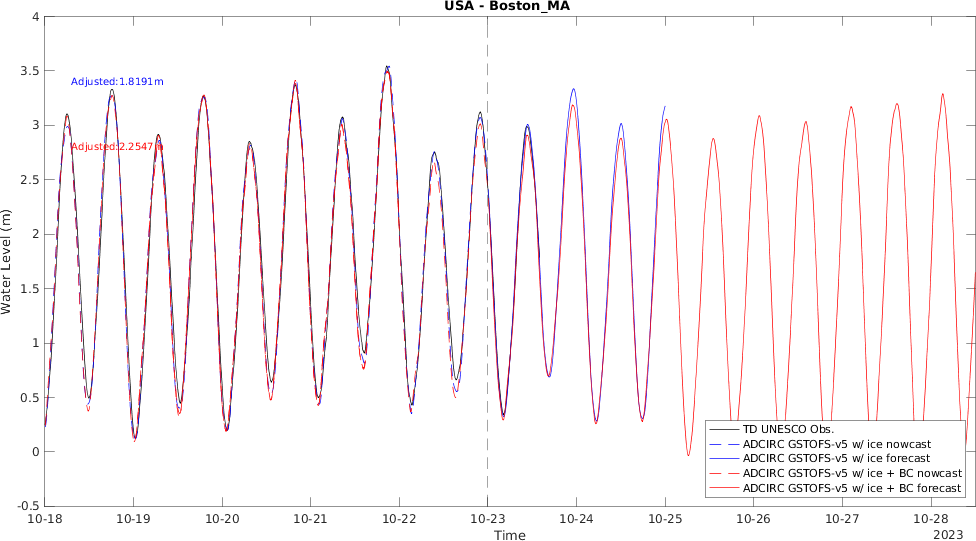 USA - Boston_MA
4
3.5
3
2.5
2
1.5
1
0.5
0
-0.5
Water Level (m)
Adjusted:1.8191m
Adjusted:2.2547m
TD UNESCO Obs.
ADCIRC GSTOFS-v5 w/ ice nowcast
ADCIRC GSTOFS-v5 w/ ice forecast
ADCIRC GSTOFS-v5 w/ ice + BC nowcast
ADCIRC GSTOFS-v5 w/ ice + BC forecast
10-18 10-19 10-20 10-21 10-22 10-23 10-24 10-25 10-26 10-27 10-28
Time
2023